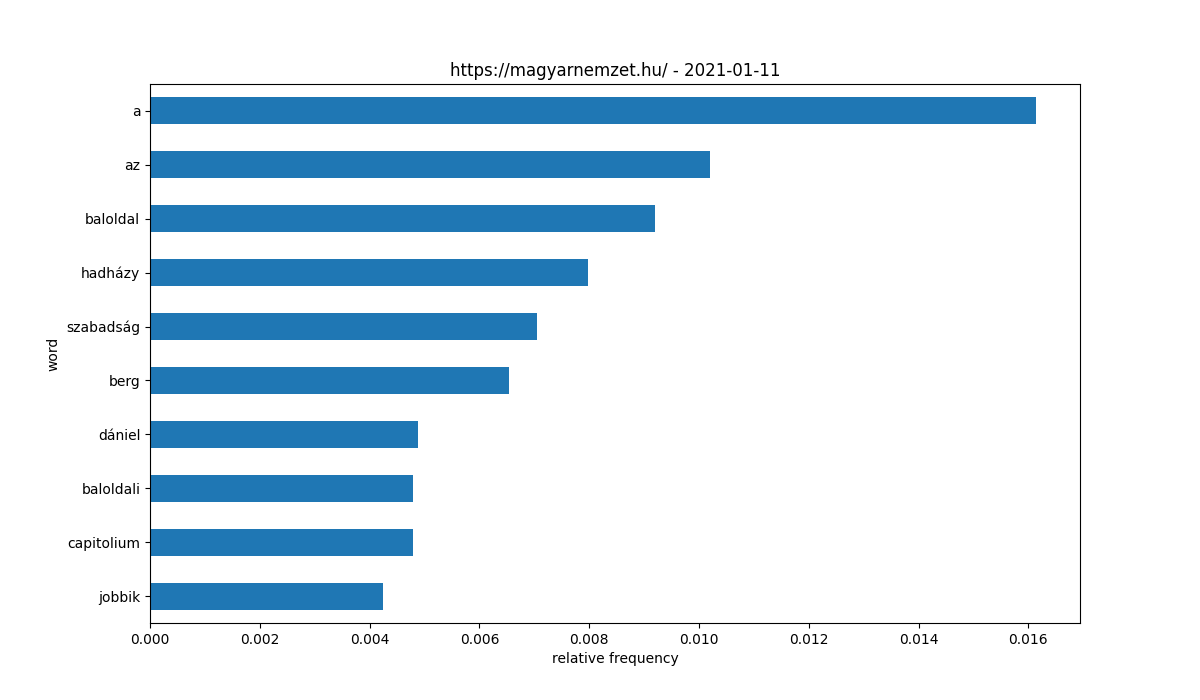 https://magyarnemzet.hu/ - 2021-01-11
a
az
baloldal
hadházy
szabadság
berg
dániel
baloldali
capitolium
jobbik
word
0.000 0.002 0.004 0.006 0.008 0.010 0.012 0.014 0.016
relative frequency